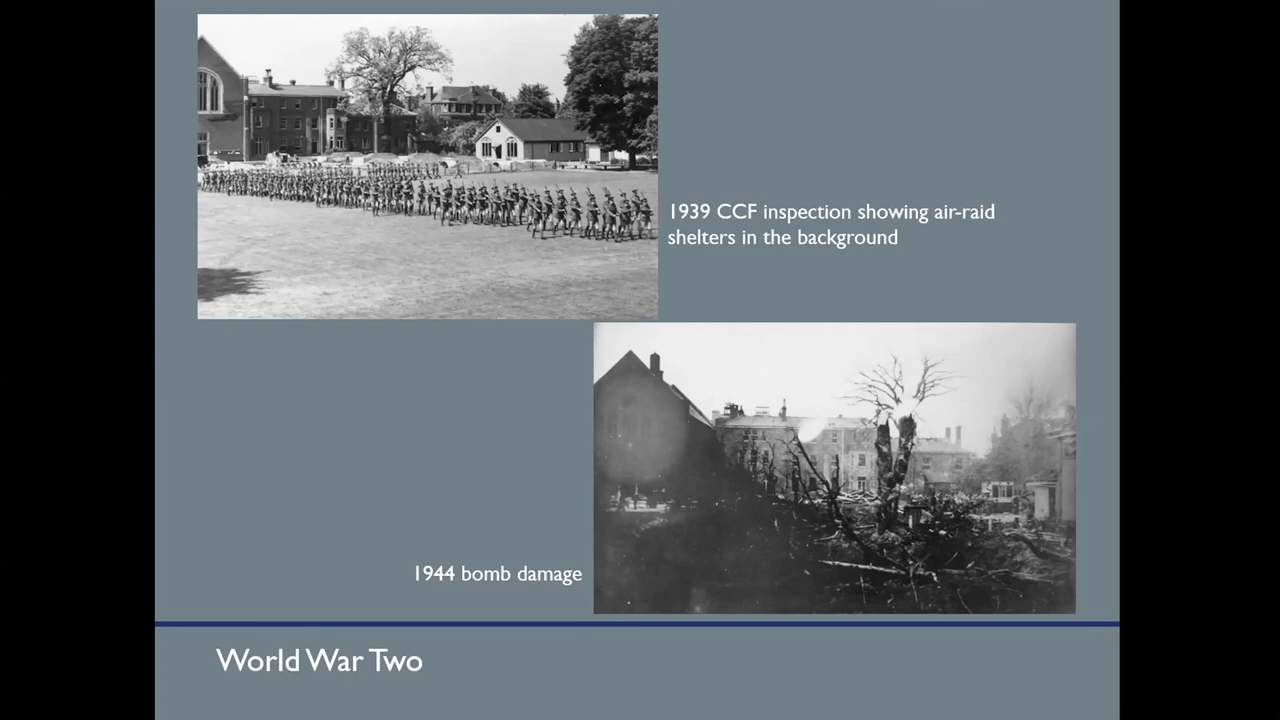 1939 CCF inspection showing air-raid
shelters in the background
1944 bomb damage
World War Two